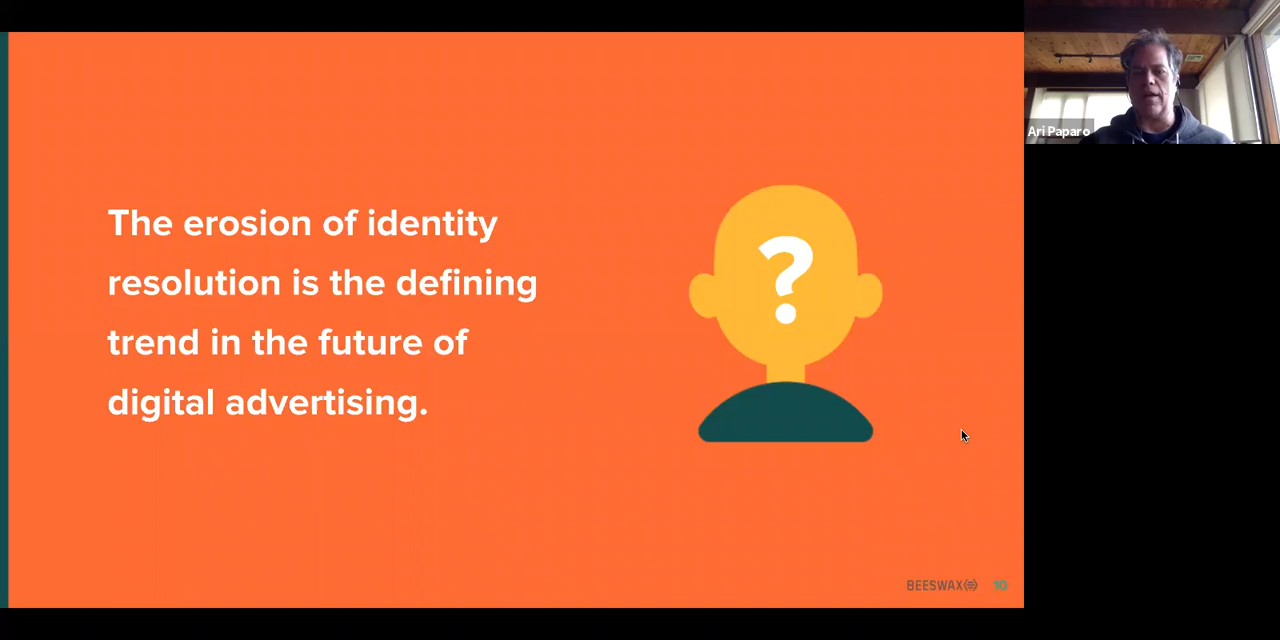 The erosion of identity
resolution is the defining
trend in the future of
digital advertising.
?
BEESWAX
10
Ari Paparo